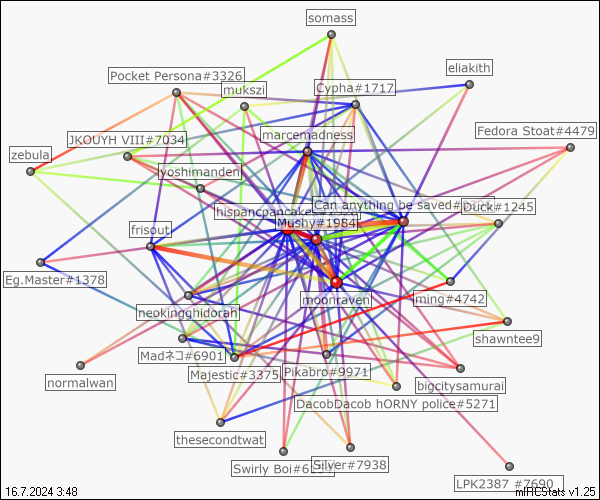 somass
eliakith
Pocket Persona#3326
mukszi
Cypha#1717
Fedora Stoat#4479
JKOUYH VIII#7034
marcemadness
zebula
yoshimanden
Can anything be saved
Duck#1245
hispancpancakes
Mushy#1984
frisout
Eg.Master#1378
moonraven
ming#4742
neokingghidorah
shawntee9
Madネコ#6901
Majestic#3375
Pikabro#9971
normalwan
bigcitysamurai
DacobDacob hORNY police#5271
thesecondtwat
Swirly Boi
Silver#7938
LPK2387 #7690
16.7.2024 3:48
mIRCStats v1.25